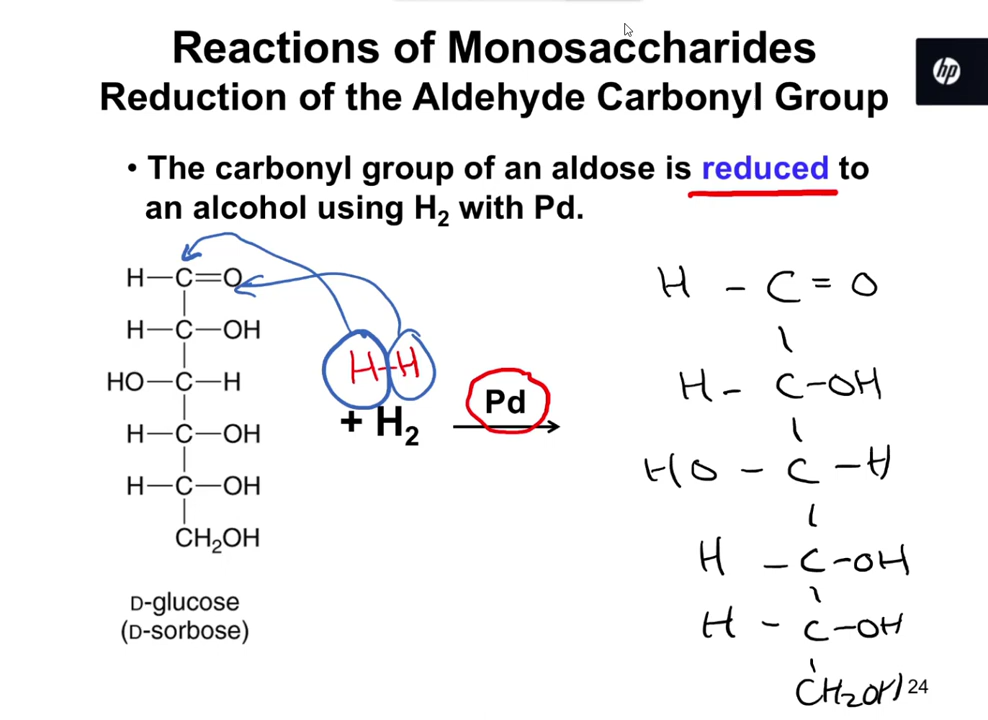 Reactions of Monosaccharides
Reduction of the Aldehyde Carbonyl Group
hp
• The carbonyl group of an aldose is reduced to
an alcohol using H₂ with Pd.
H—C=O
H—C—OH
HO—C—H
H—C—OH
H—C—OH
CH₂OH
D-glucose
(D-sorbose)
H-H
+ H₂
Pd
H - C = O
H - C-OH
HO - C -H
H - C-OH
H - C-OH
CH2OH
24